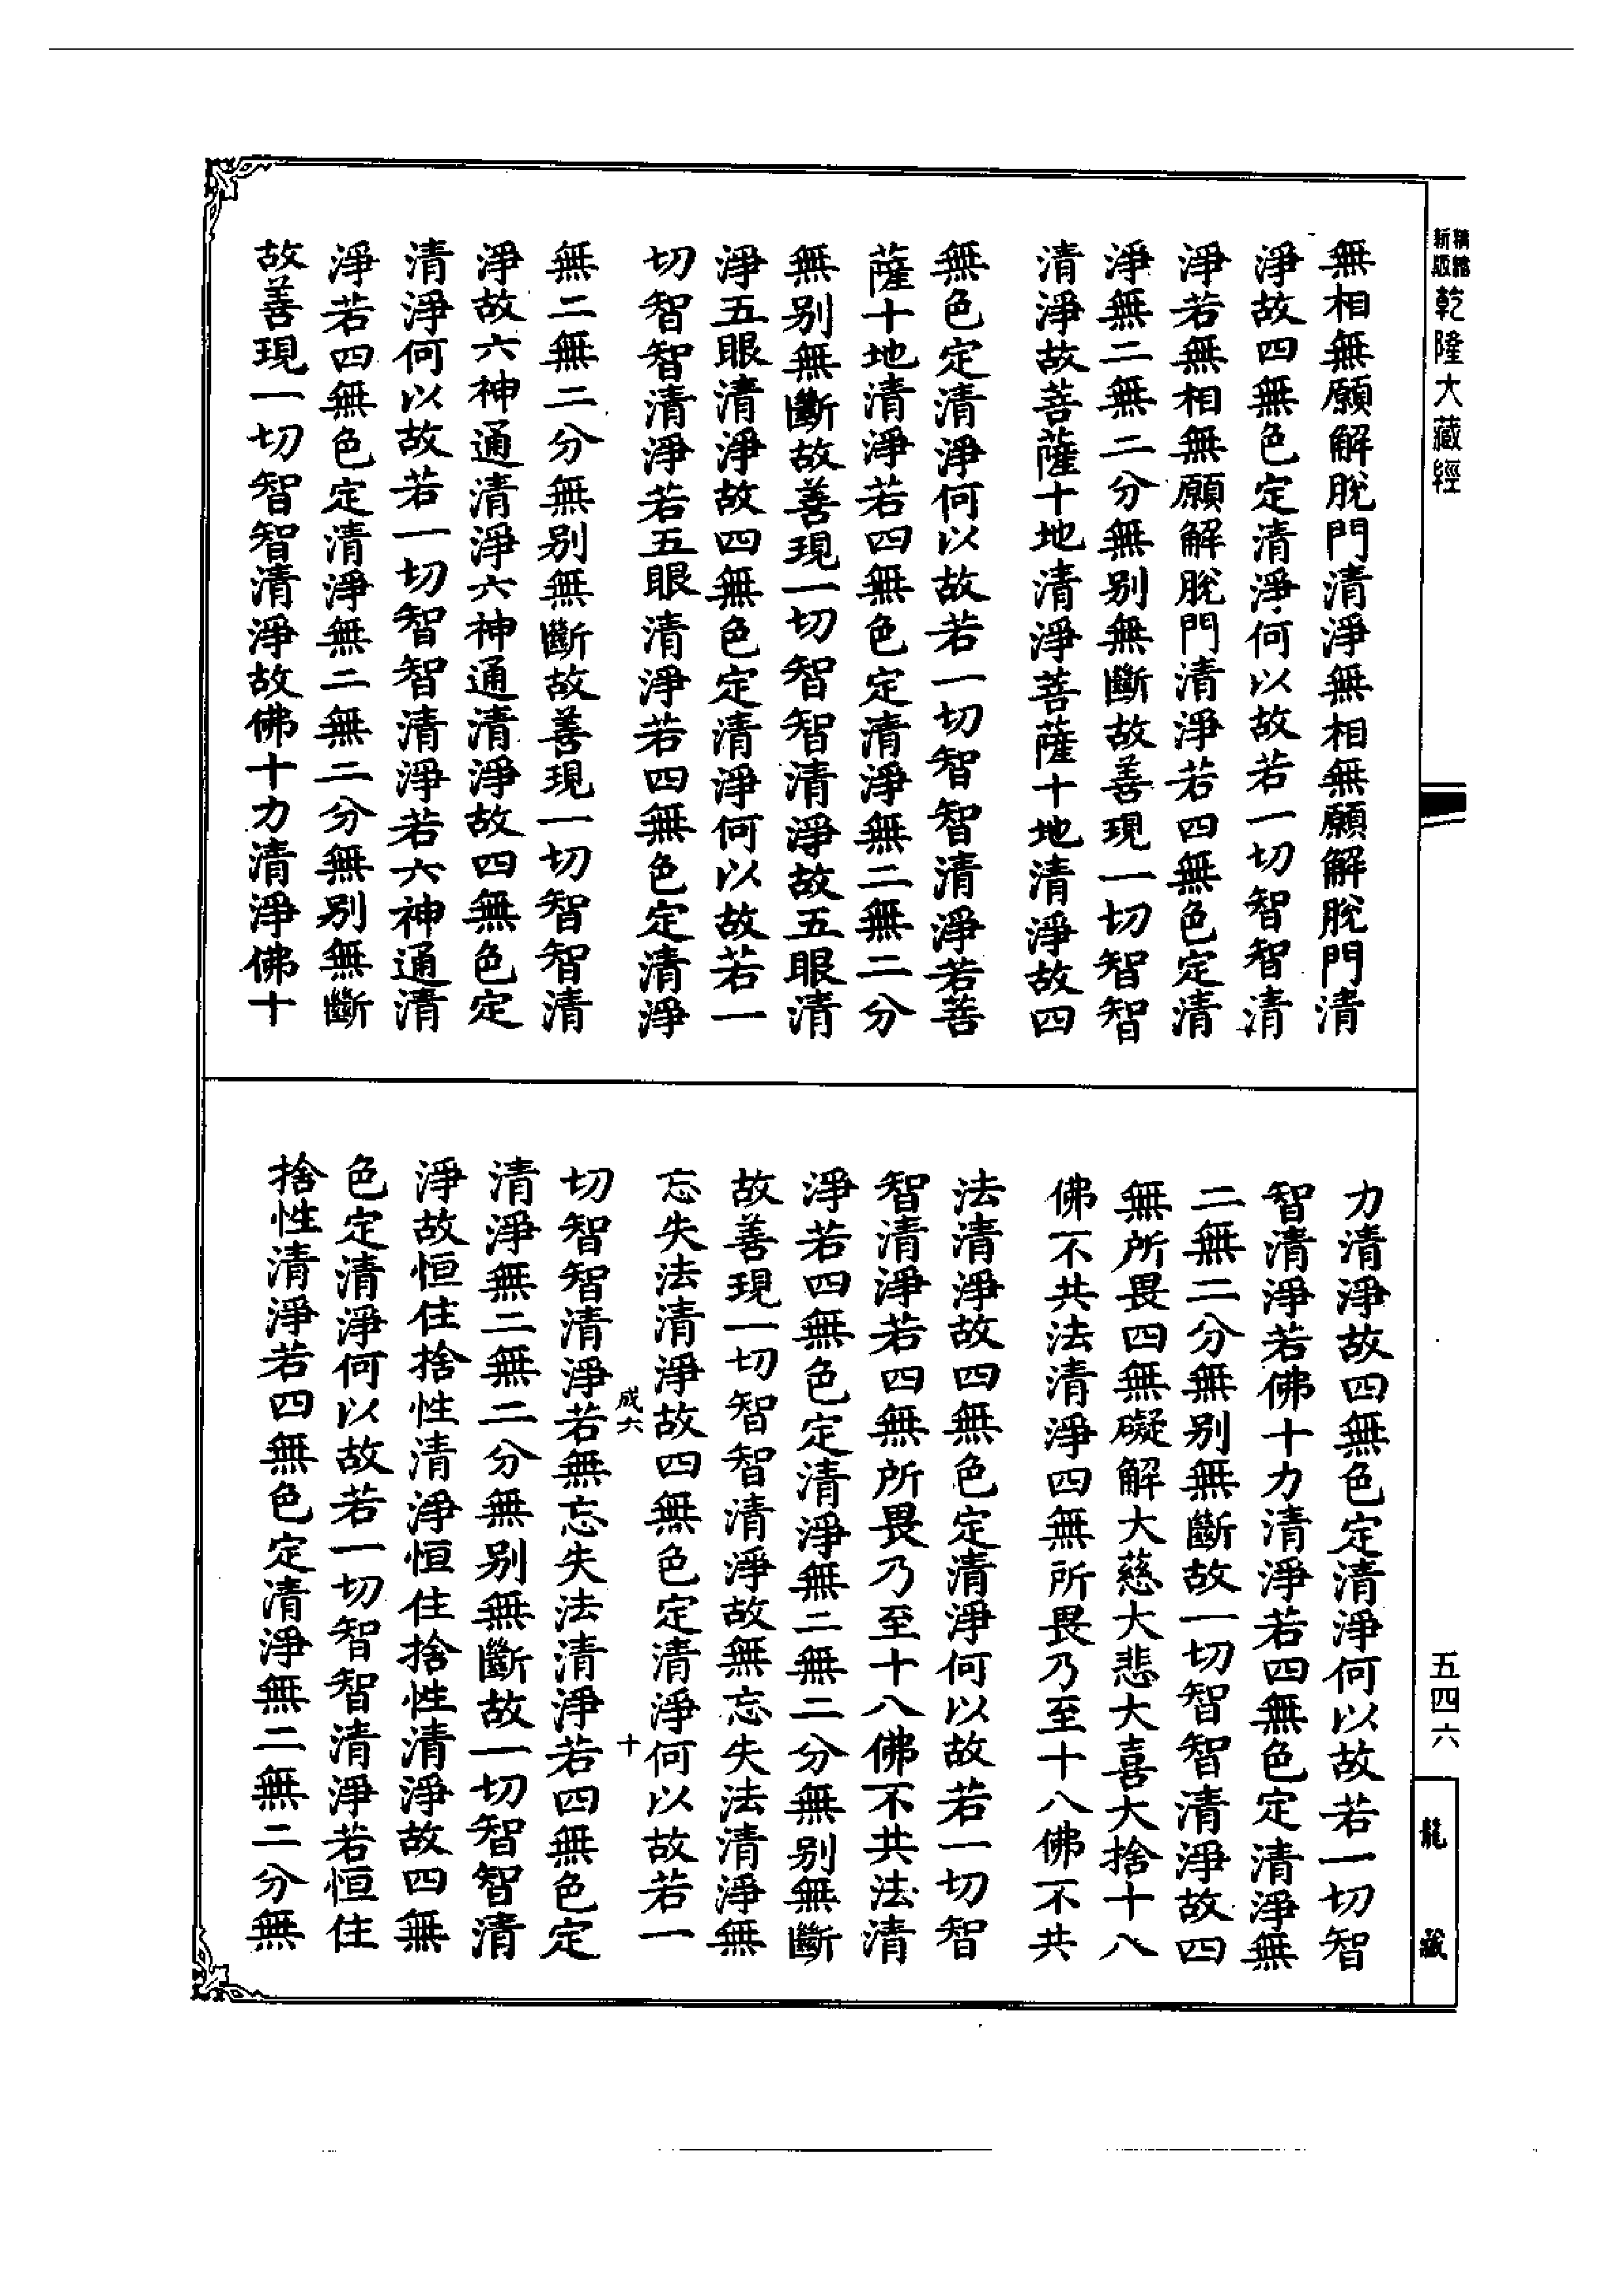 精縮新版乾隆大藏經
無相無願解脫門清淨無相無願解脫門清
淨故四無色定清淨何以故若一切智智清
淨若無相無願解脫門清淨若四無色定清
淨無二無二分無別無斷故善現一切智智
清淨故菩薩十地清淨菩薩十地清淨故四
無色定清淨何以故若一切智智清淨若菩
薩十地清淨若四無色定清淨無二無二分
無別無斷故善現一切智智清淨故五眼清
淨五眼清淨故四無色定清淨何以故若一
切智智清淨若五眼清淨若四無色定清淨
無二無二分無別無斷故善現一切智智清
淨故六神通清淨六神通清淨故四無色定
清淨何以故若一切智智清淨若六神通清
淨若四無色定清淨無二無二分無別無斷
故善現一切智智清淨故佛十力清淨佛十
力清淨故四無色定清淨何以故若一切智
智清淨若佛十力清淨若四無色定清淨無
二無二分無別無斷故一切智智清淨故四
無所畏四無礙解大慈大悲大喜大捨十八
佛不共法清淨四無所畏乃至十八佛不共
法清淨故四無色定清淨何以故若一切智
智清淨若四無所畏乃至十八佛不共法清
淨若四無色定清淨無二無二分無別無斷
故善現一切智智清淨故無忘失法清淨無
忘失法清淨故四無色定清淨何以故若一
成六 十
切智智清淨若無忘失法清淨若四無色定
清淨無二無二分無別無斷故一切智智清
淨故恒住捨性清淨恒住捨性清淨故四無
色定清淨何以故若一切智智清淨若恒住
捨性清淨若四無色定清淨無二無二分無
五四六
龍藏